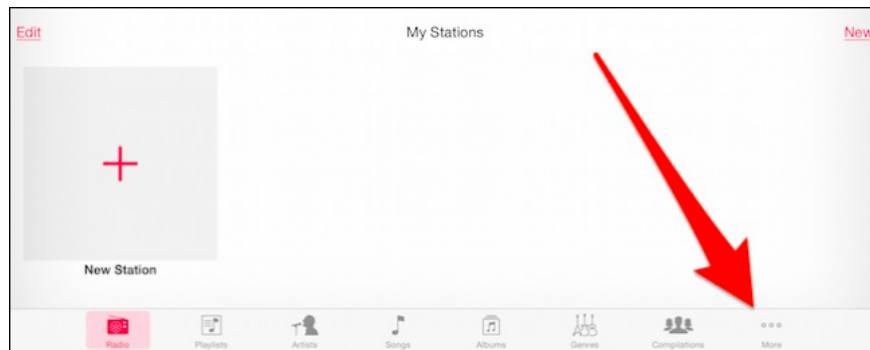 Edit My Stations New
New Station
Radio Playlists Artists Songs Albums Genres Compilations More